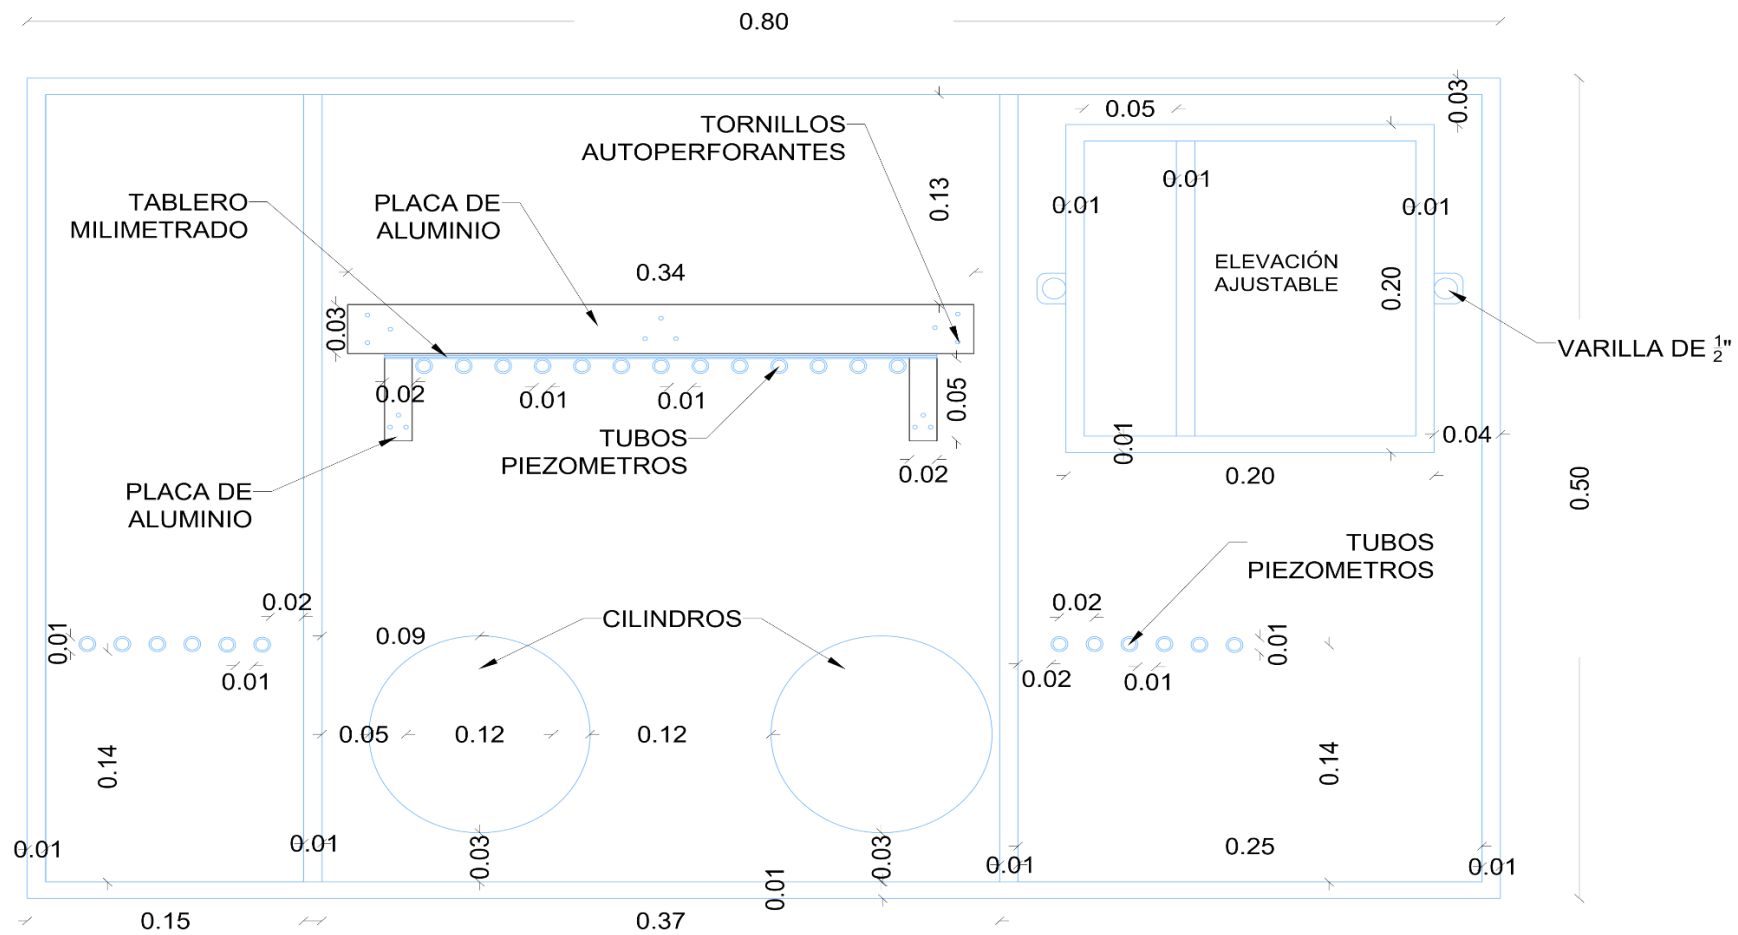 0.80
0.03
0.05
TORNILLOS
AUTOPERFORANTES
0.13
0.01
0.01
0.01
TABLERO
MILIMETRADO
PLACA DE
ALUMINIO
ELEVACIÓN
AJUSTABLE
0.34
0.20
0.03
VARILLA DE 1/2"
0.02
0.01
0.01
0.05
TUBOS
PIEZOMETROS
0.01
0.04
0.02
0.20
0.50
PLACA DE
ALUMINIO
TUBOS
PIEZOMETROS
0.02
0.02
CILINDROS
0.01
0.09
0.01
0.01
0.02
0.01
0.05
0.12
0.12
0.14
0.14
0.01
0.01
0.03
0.03
0.25
0.01
0.01
0.01
0.15
0.37